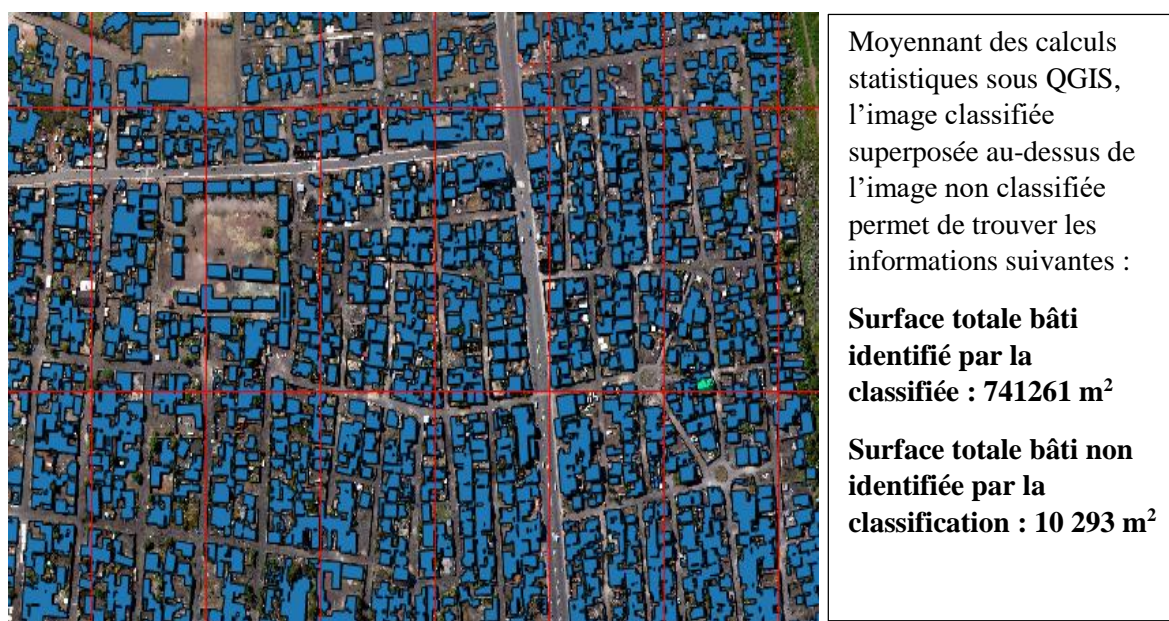 Moyennant des calculs
statistiques sous QGIS,
l’image classifiée
superposée au-dessus de
l’image non classifiée
permet de trouver les
informations suivantes :
Surface totale bâti
identifié par la
classifiée : 741261 m²
Surface totale bâti non
identifiée par la
classification : 10 293 m²